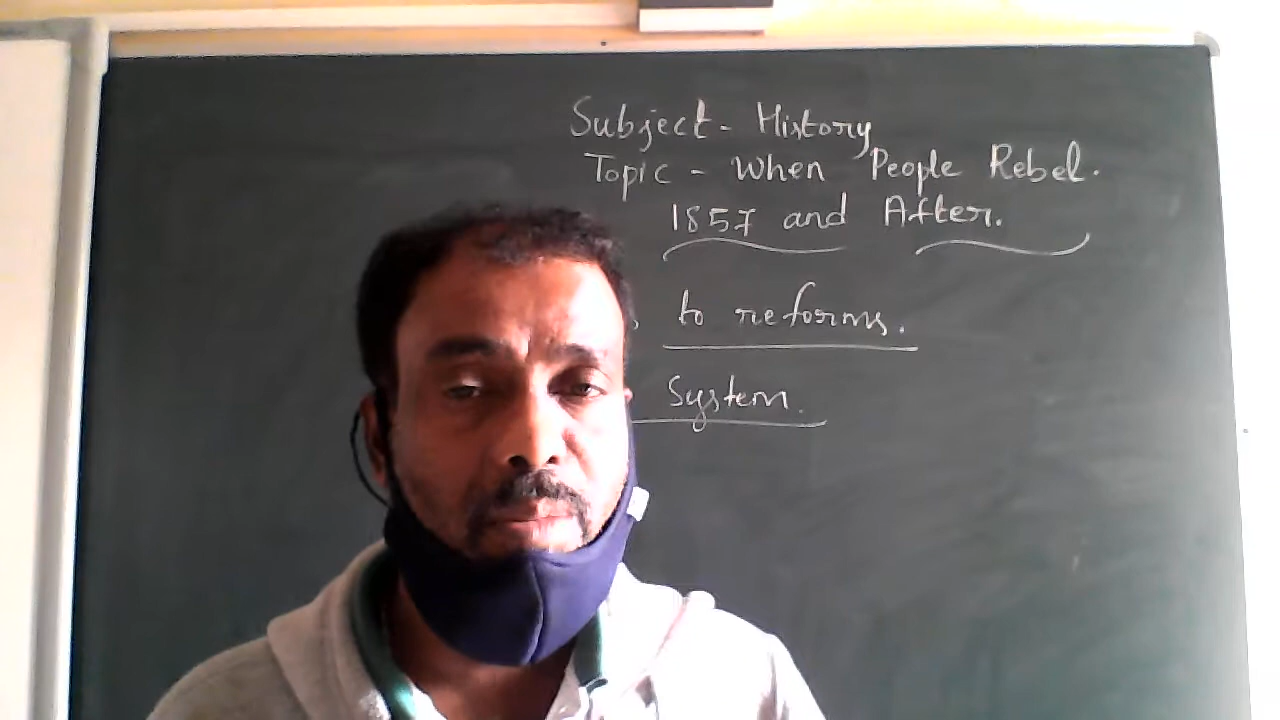 Subject - History
Topic - When People Rebel.
1857 and After.
to reforms.
System.